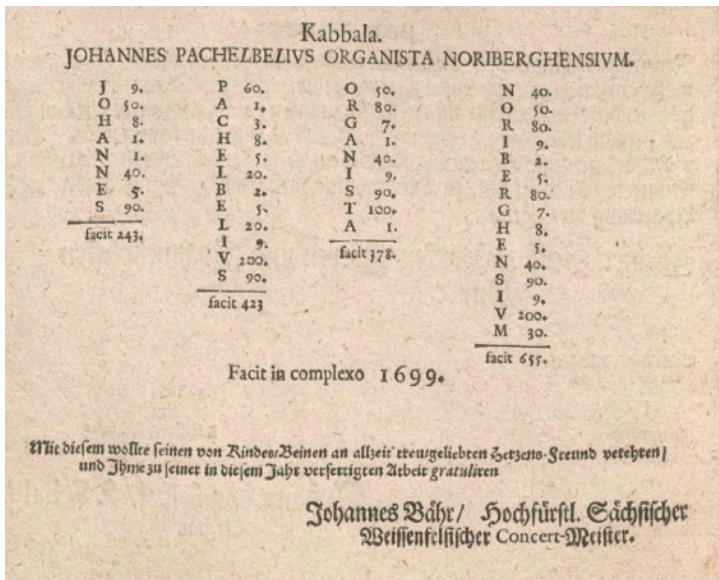 Kabbala.
JOHANNES PACHELBELIVS ORGANISTA NORIBERGHENSIVM.
J 9.
O 50.
H 8.
A 1.
N 1.
N 40.
E 5.
S 90.
facit 243.
P 60.
A 1.
C 3.
H 8.
E 5.
L 20.
B 2.
E 5.
L 20.
I 9.
V 200.
S 90.
facit 423
O 50.
R 80.
G 7.
A 1.
N 40.
I 9.
S 90.
T 100.
A 1.
facit 378.
N 40.
O 50.
R 80.
I 9.
B 2.
E 5.
R 80.
G 7.
H 8.
E 5.
N 40.
S 90.
I 9.
V 200.
M 30.
facit 655.
Facit in complexo 1699.
Mit diesem wollte seinen von Kindes-Beinen an allzeit treugeliebten Hertzens-Freund verehren/
und Ihme zu seiner in diesem Jahr verfertigten Arbeit gratuliren
Johannes Bähr/ Hochfürstl. Sächsischer
Weissenfelsischer Concert-Meister.